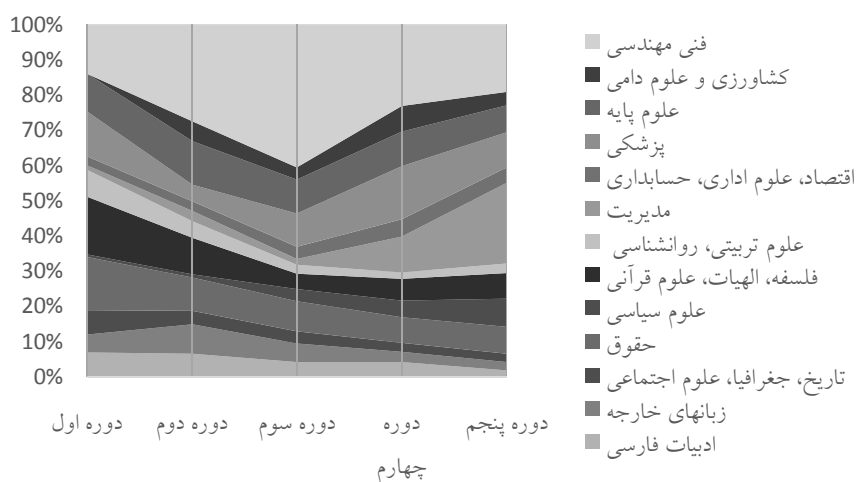 100%
90%
80%
70%
60%
50%
40%
30%
20%
10%
0%
دوره اول
دوره دوم
دوره سوم
دوره
چهارم
دوره پنجم
فنی مهندسی
کشاورزی و علوم دامی
علوم پایه
پزشکی
اقتصاد، علوم اداری، حسابداری
مدیریت
علوم تربیتی، روانشناسی
فلسفه، الهیات، علوم قرآنی
علوم سیاسی
حقوق
تاریخ، جغرافیا، علوم اجتماعی
زبانهای خارجه
ادبیات فارسی